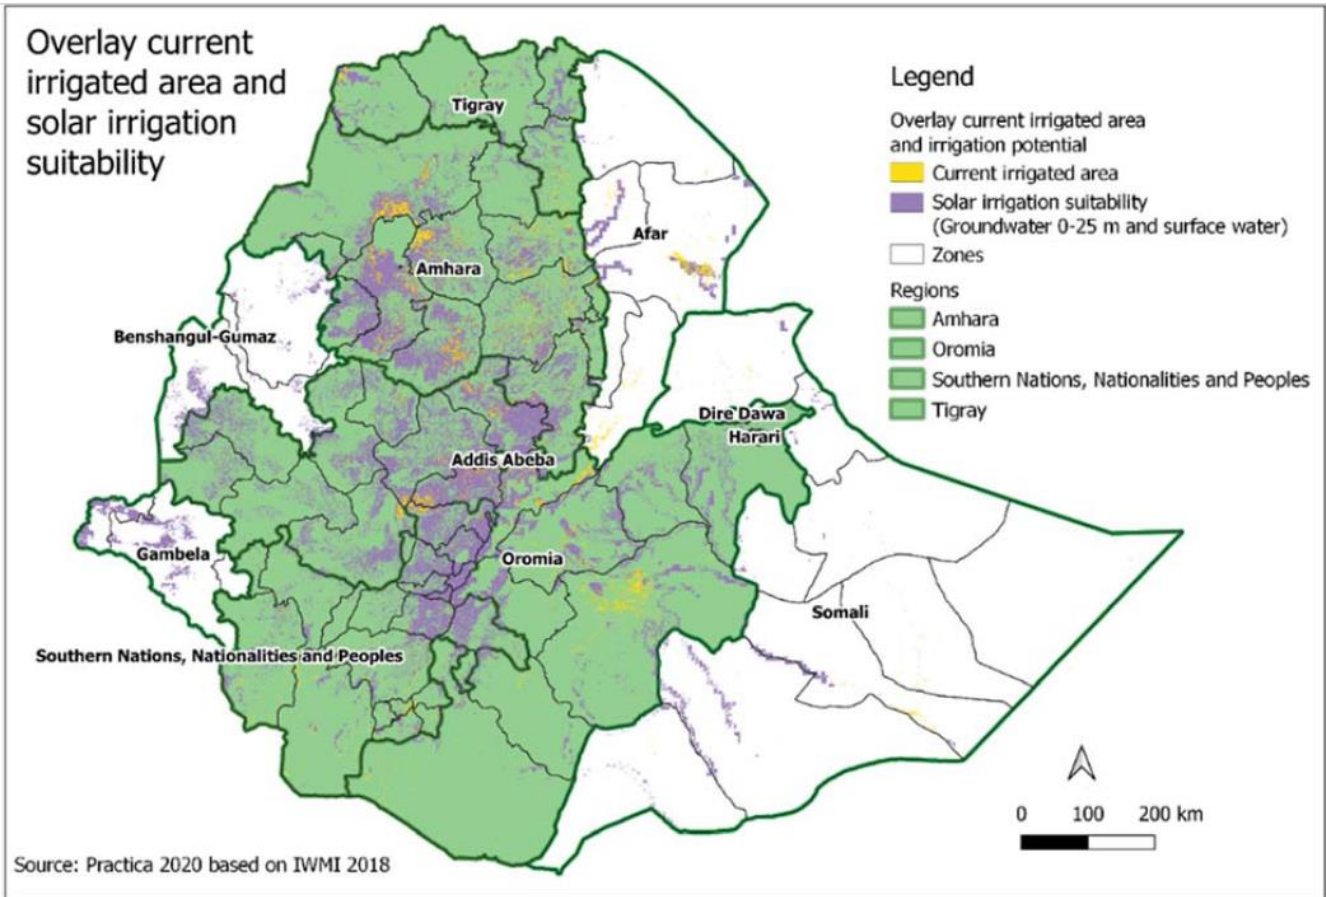 Overlay current
irrigated area and
solar irrigation
suitability
Legend
Overlay current irrigated area
and irrigation potential
Current irrigated area
Solar irrigation suitability
(Groundwater 0-25 m and surface water)
Zones
Regions
Amhara
Oromia
Southern Nations, Nationalities and Peoples
Tigray
Tigray
Afar
Amhara
Benshangul-Gumaz
Dire Dawa
Harari
Addis Abeba
Gambela
Oromia
Somali
Southern Nations, Nationalities and Peoples
0 100 200 km
Source: Practica 2020 based on IWMI 2018